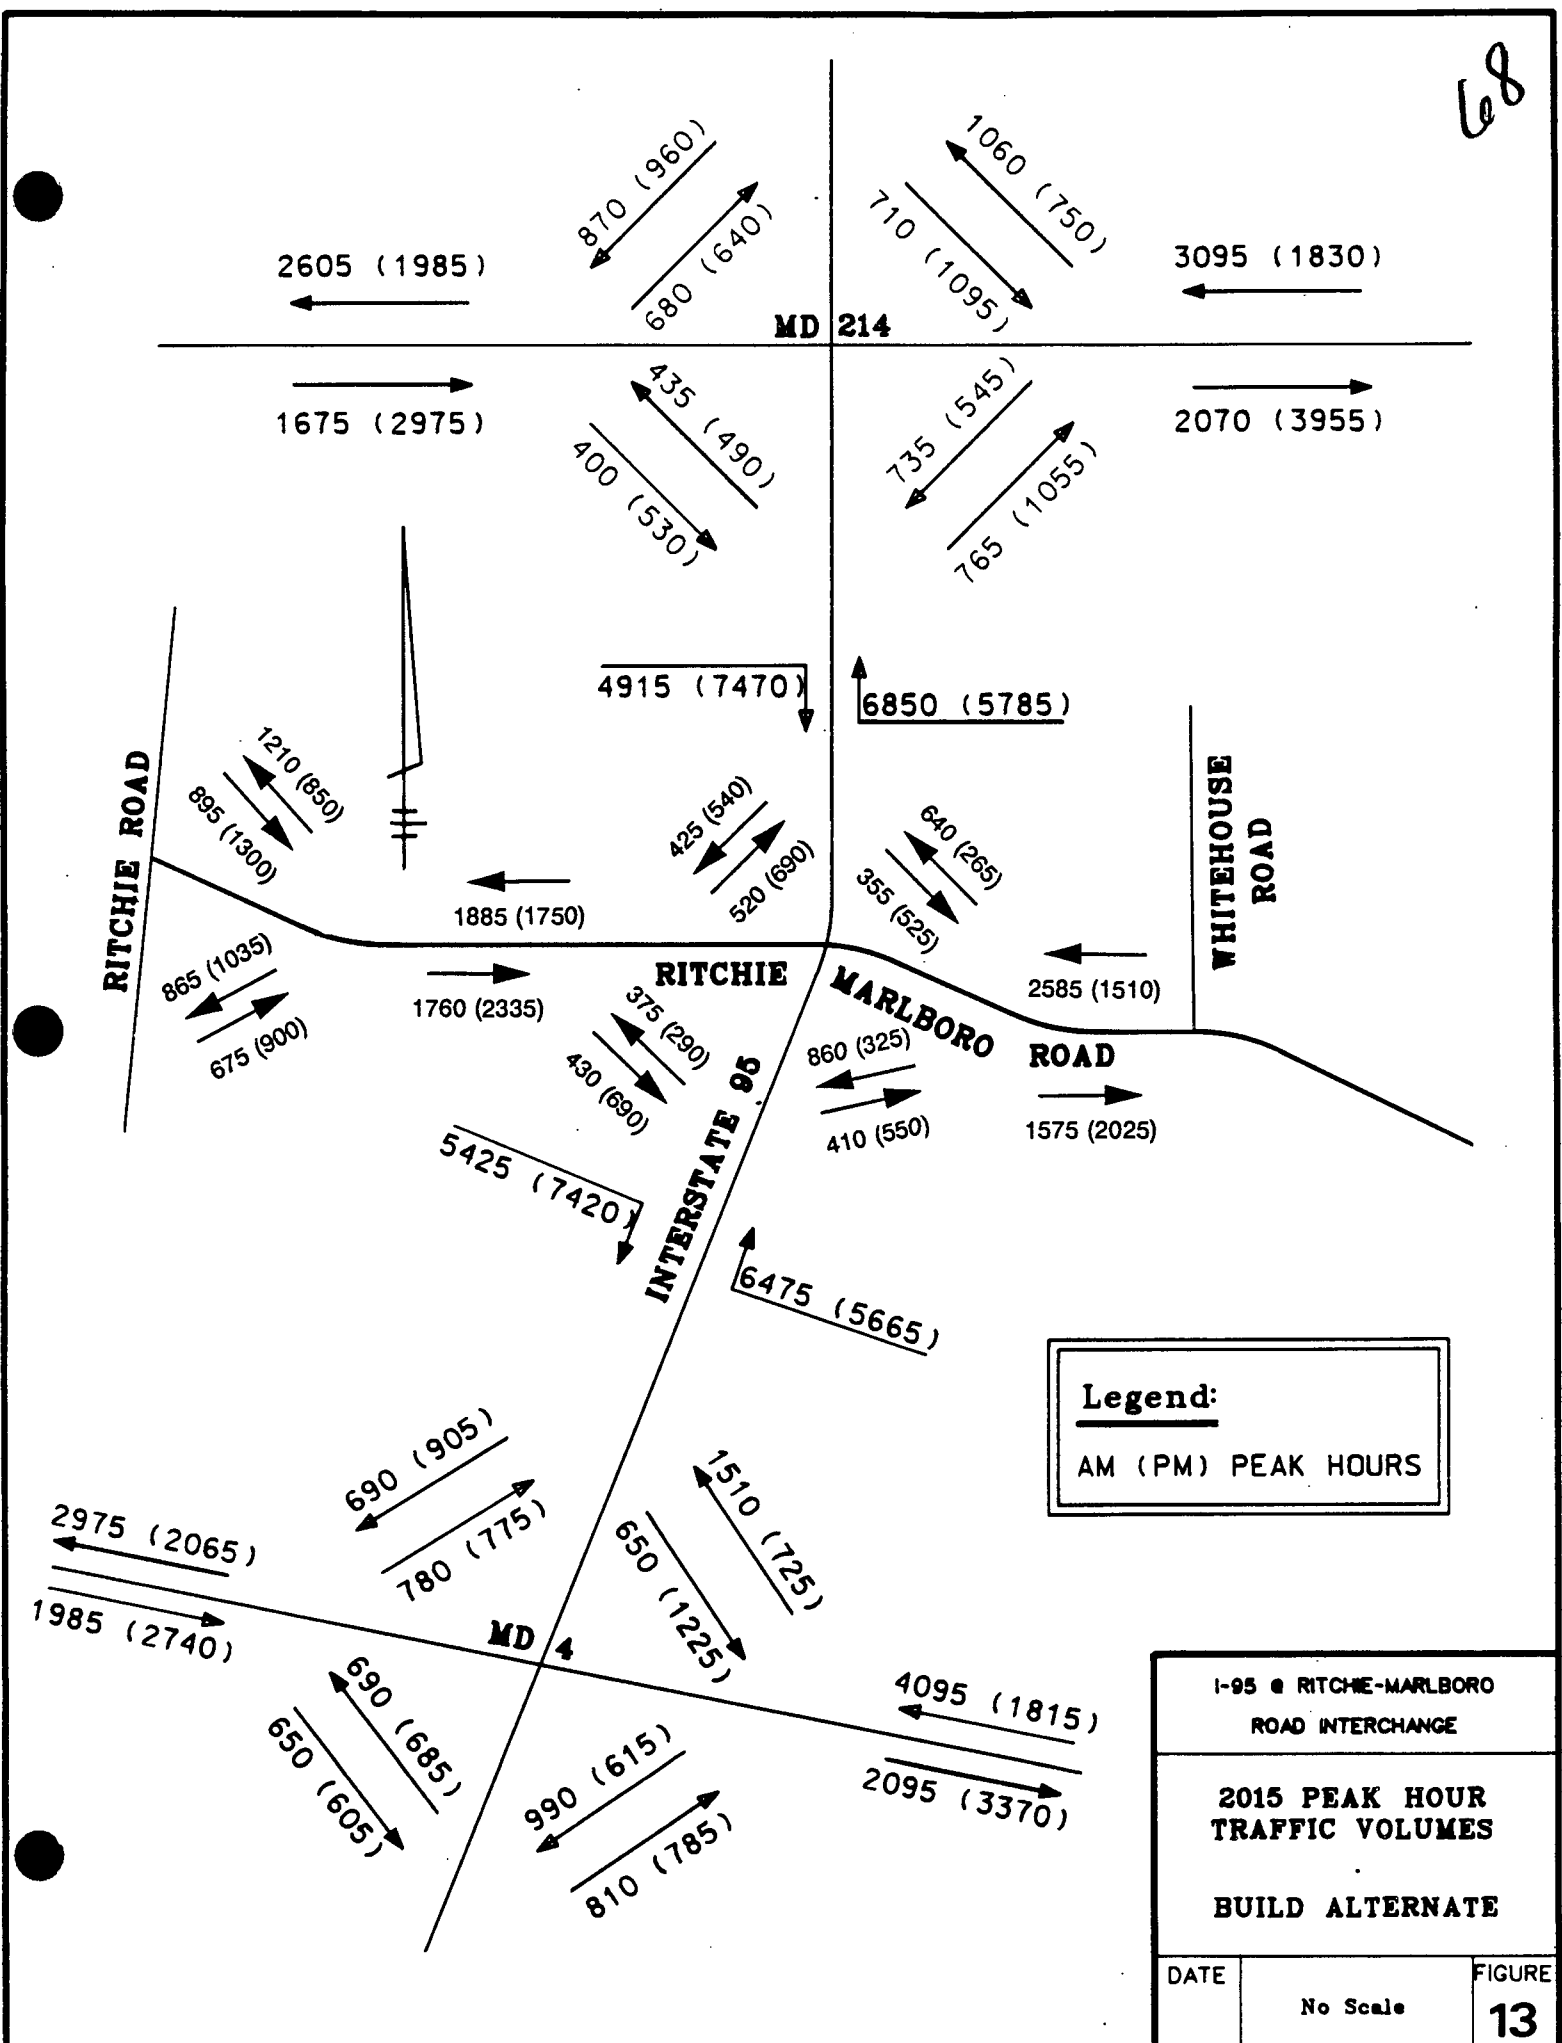 68
870 (960)
680 (640)
1060 (750)
710 (1095)
2605 (1985)
3095 (1830)
MD 214
1675 (2975)
435 (490)
400 (530)
735 (545)
765 (1055)
2070 (3955)
4915 (7470)
6850 (5785)
RITCHIE ROAD
1210 (850)
895 (1300)
425 (540)
520 (690)
640 (265)
355 (525)
WHITEHOUSE
ROAD
1885 (1750)
865 (1035)
675 (900)
1760 (2335)
RITCHIE MARLBORO ROAD
2585 (1510)
375 (290)
430 (690)
860 (325)
410 (550)
1575 (2025)
INTERSTATE 95
5425 (7420)
6475 (5665)
Legend:
AM (PM) PEAK HOURS
690 (905)
780 (775)
1510 (725)
650 (1225)
2975 (2065)
1985 (2740)
MD 4
690 (685)
650 (605)
990 (615)
810 (785)
4095 (1815)
2095 (3370)
I-95 @ RITCHIE-MARLBORO
ROAD INTERCHANGE
2015 PEAK HOUR
TRAFFIC VOLUMES
BUILD ALTERNATE
DATE
No Scale
FIGURE
13